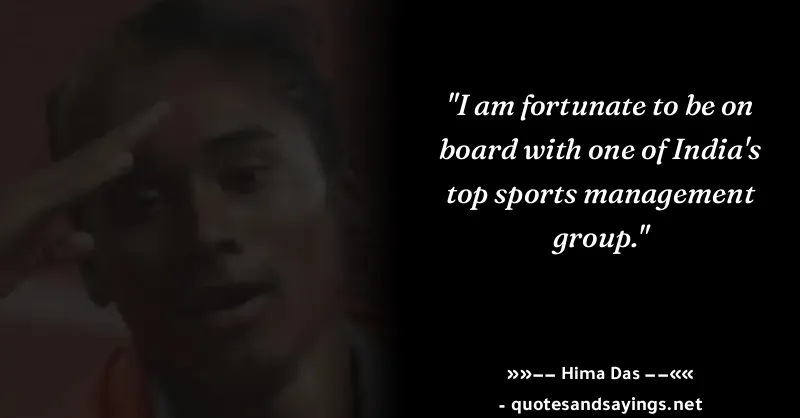 "I am fortunate to be on
board with one of India's
top sports management
group."
»»−− Hima Das −−««
- quotesandsayings.net